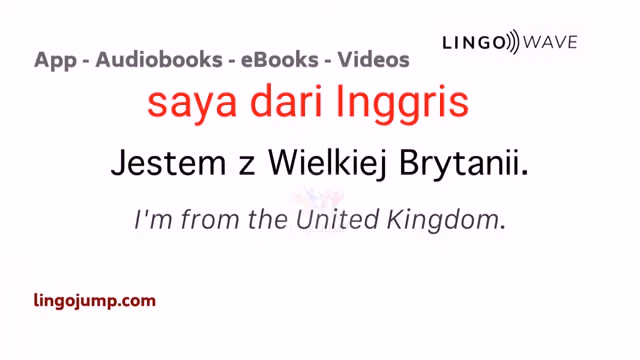 LINGO WAVE
App - Audiobooks - eBooks - Videos
saya dari Inggris
Jestem z Wielkiej Brytanii.
I'm from the United Kingdom.
lingojump.com